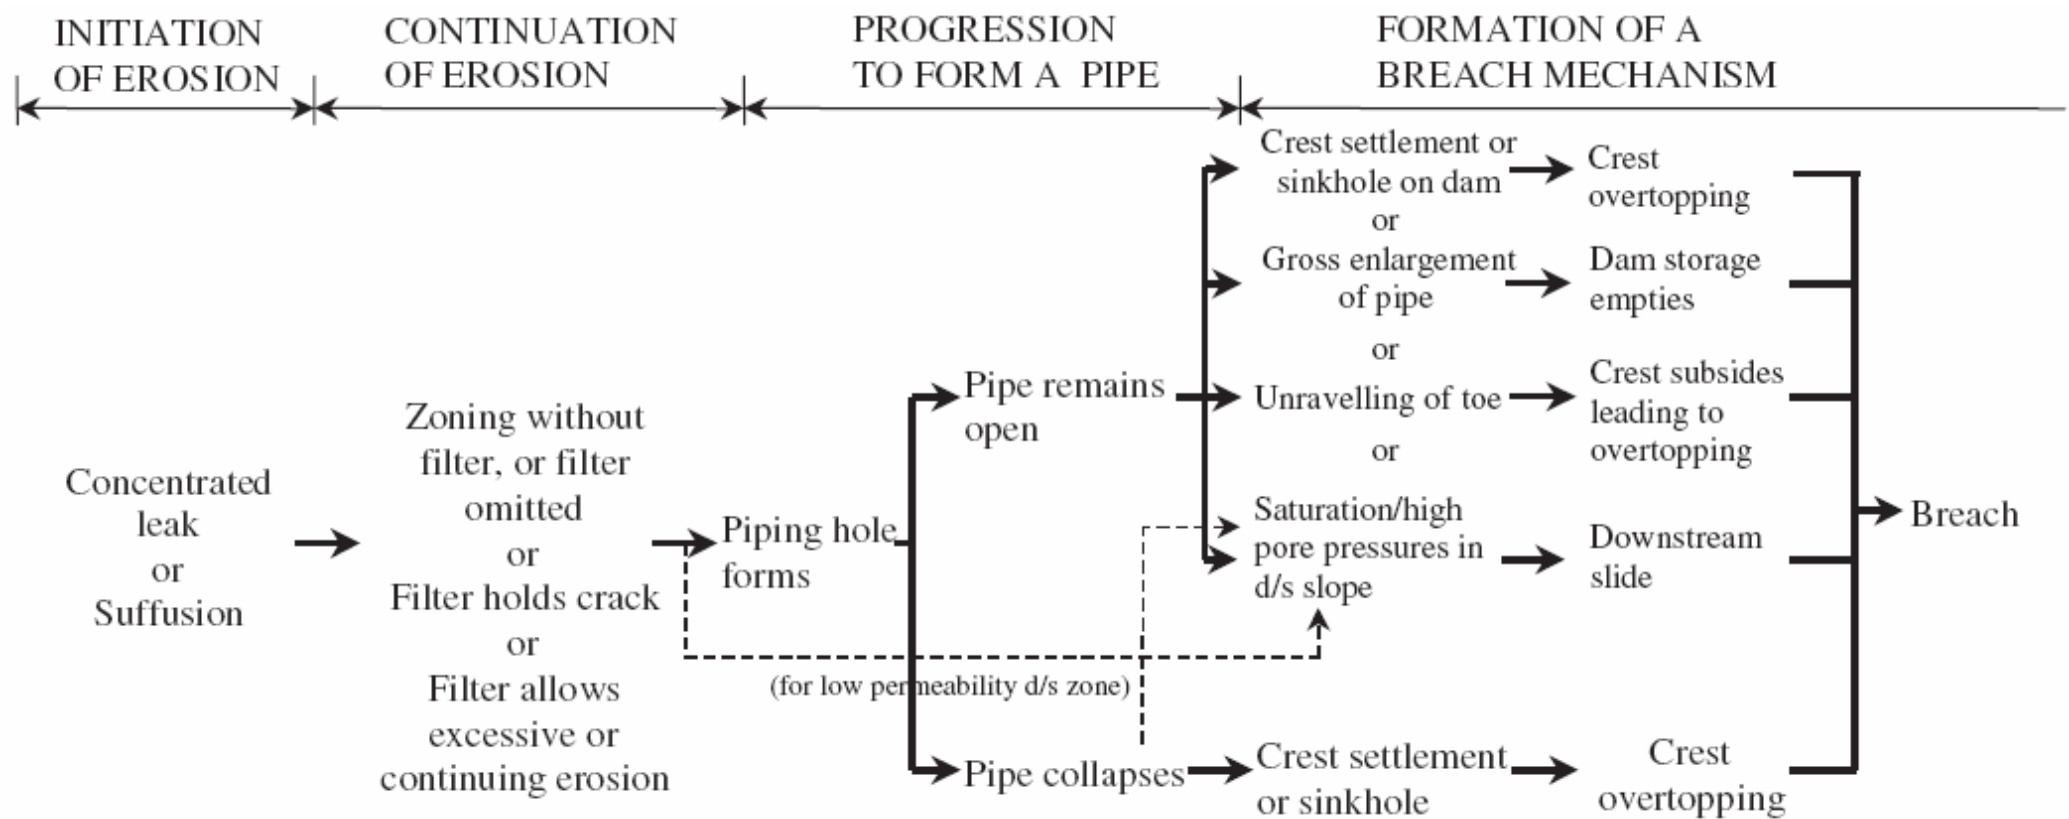 INITIATION
OF EROSION
CONTINUATION
OF EROSION
PROGRESSION
TO FORM A PIPE
FORMATION OF A
BREACH MECHANISM
Concentrated
leak
or
Suffusion
Zoning without
filter, or filter
omitted
or
Filter holds crack
or
Filter allows
excessive or
continuing erosion
Piping hole
forms
Pipe remains
open
(for low permeability d/s zone)
Pipe collapses
Crest settlement or
sinkhole on dam
or
Gross enlargement
of pipe
or
Unravelling of toe
or
Saturation/high
pore pressures in
d/s slope
Crest settlement
or sinkhole
Crest
overtopping
Dam storage
empties
Crest subsides
leading to
overtopping
Downstream
slide
Crest
overtopping
Breach